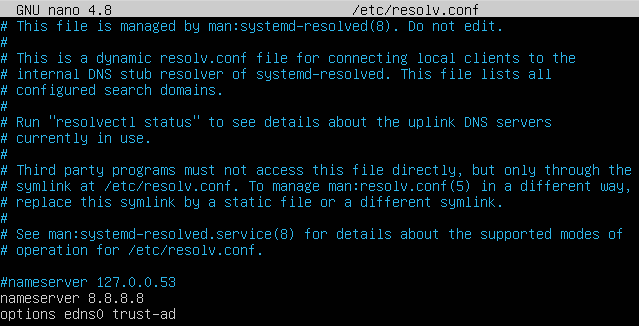 GNU nano 4.8 /etc/resolv.conf
# This file is managed by man:systemd-resolved(8). Do not edit.
#
# This is a dynamic resolv.conf file for connecting local clients to the
# internal DNS stub resolver of systemd-resolved. This file lists all
# configured search domains.
#
# Run "resolvectl status" to see details about the uplink DNS servers
# currently in use.
#
# Third party programs must not access this file directly, but only through the
# symlink at /etc/resolv.conf. To manage man:resolv.conf(5) in a different way,
# replace this symlink by a static file or a different symlink.
#
# See man:systemd-resolved.service(8) for details about the supported modes of
# operation for /etc/resolv.conf.
#nameserver 127.0.0.53
nameserver 8.8.8.8
options edns0 trust-ad